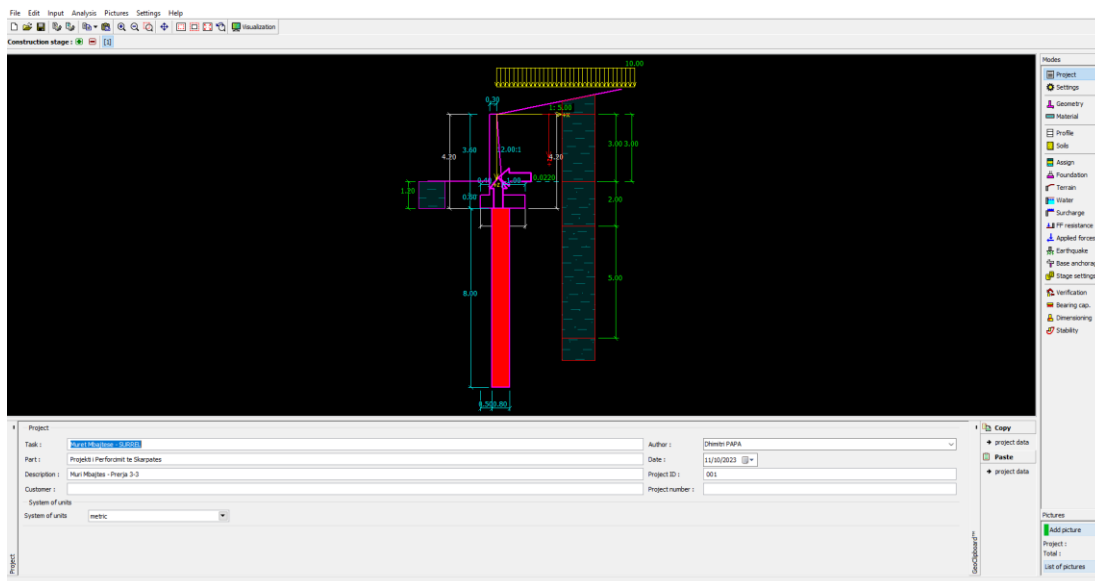 File Edit Input Analysis Pictures Settings Help
Visualization
Construction stage : [1]
10.00
0.30
1: 5.00
+x
4.20 3.60 2.00:1 4.20 3.00 3.00
0.40 1.00 0.0220
+z
1.20
0.60 2.00
5.00
8.00
0.80
Modes
Project
Settings
Geometry
Material
Profile
Soils
Assign
Foundation
Terrain
Water
Surcharge
FF resistance
Applied forces
Earthquake
Base anchorag
Stage settings
Verification
Bearing cap.
Dimensioning
Stability
Project
Task : Muret Mbajtese - SURREL Author : Dhimitri PAPA
Part : Projekti i Perforcimit te Skarpates Date : 11/10/2023
Description : Muri Mbajtes - Prerja 3-3 Project ID : 001
Customer : Project number :
System of units
System of units metric
Project
GeoClipboard™
Copy
project data
Paste
project data
Pictures
Add picture
Project :
Total :
List of pictures